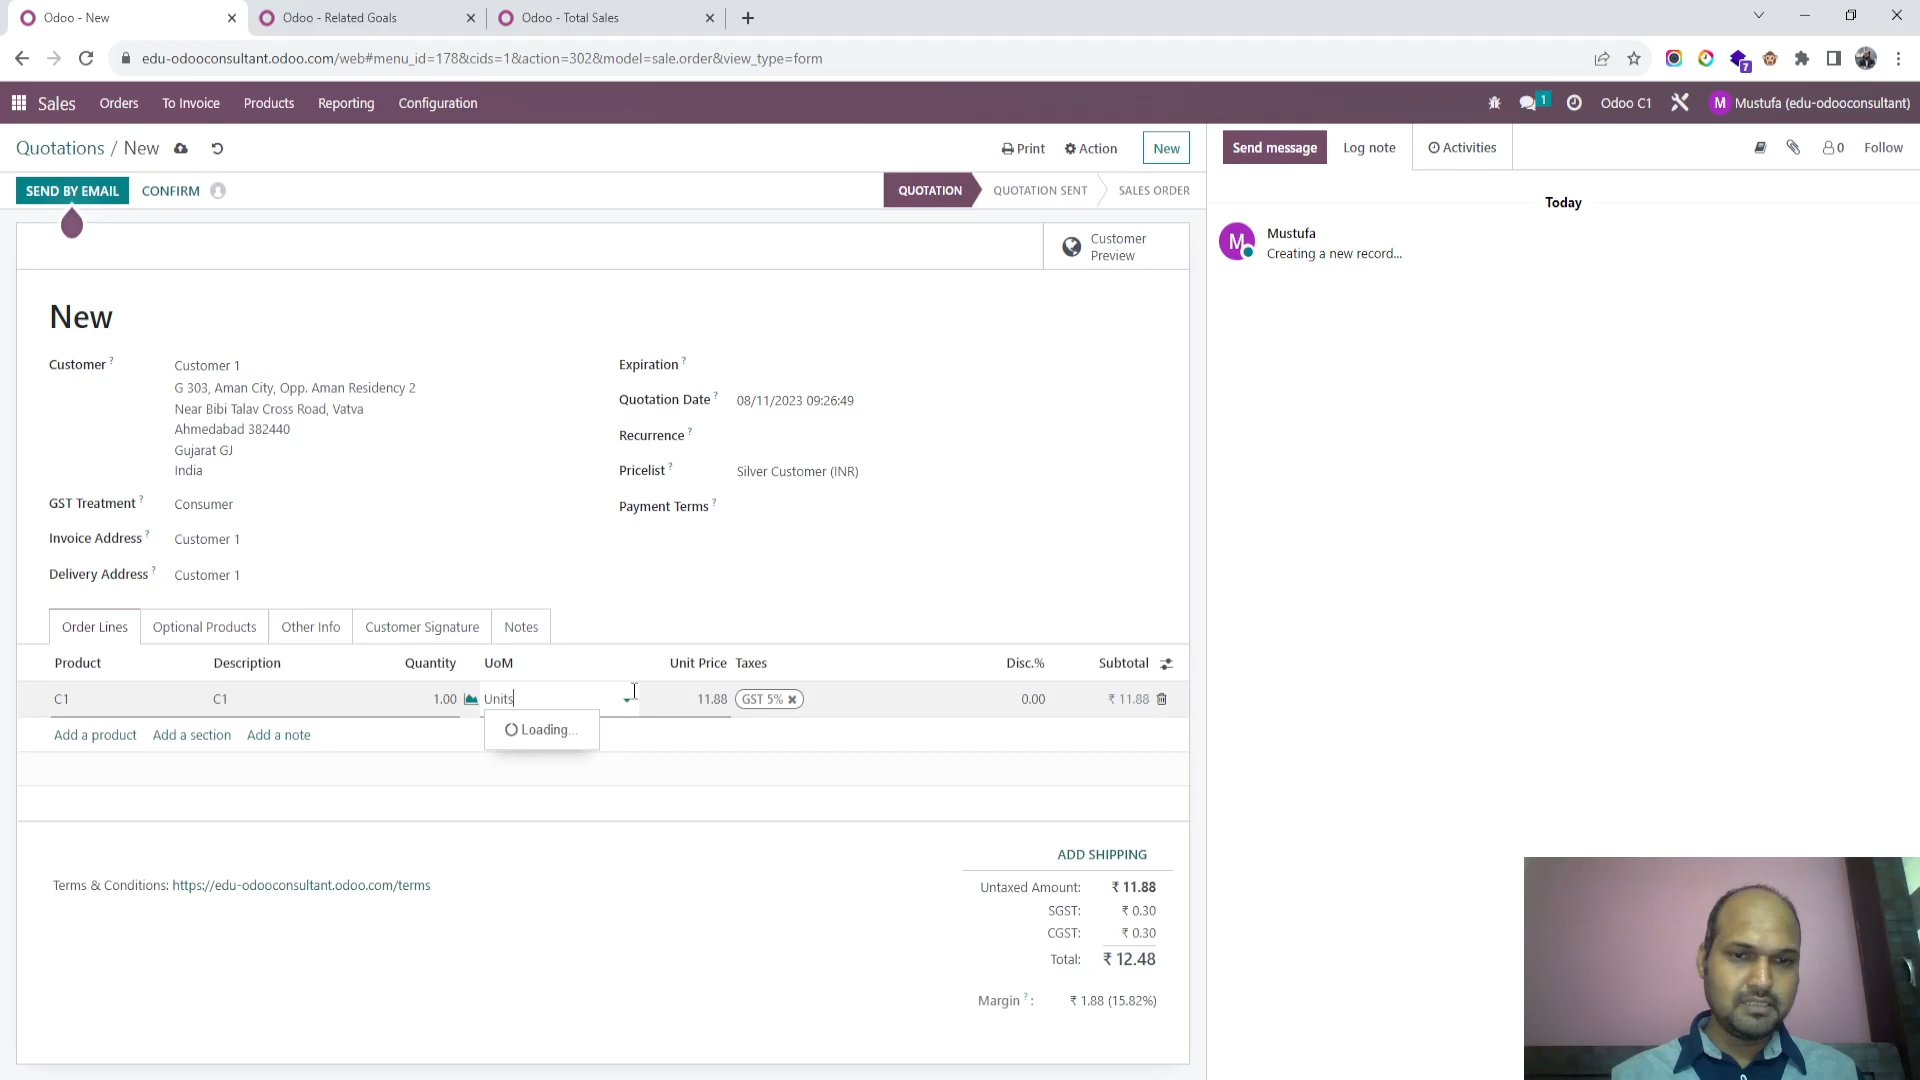 Odoo - New
Odoo - Related Goals
Odoo - Total Sales
edu-odooconsultant.odoo.com/web#menu_id=178&cids=1&action=302&model=sale.order&view_type=form
7
Sales Orders To Invoice Products Reporting Configuration
1 Odoo C1 M Mustufa (edu-odooconsultant)
Quotations / New
Print Action New
Send message Log note Activities 0 Follow
SEND BY EMAIL CONFIRM
QUOTATION QUOTATION SENT SALES ORDER
Today
Customer
Preview
M Mustufa
Creating a new record...
New
Customer ? Customer 1
G 303, Aman City, Opp. Aman Residency 2
Near Bibi Talav Cross Road, Vatva
Ahmedabad 382440
Gujarat GJ
India
GST Treatment ? Consumer
Invoice Address ? Customer 1
Delivery Address ? Customer 1
Expiration ?
Quotation Date ? 08/11/2023 09:26:49
Recurrence ?
Pricelist ? Silver Customer (INR)
Payment Terms ?
Order Lines Optional Products Other Info Customer Signature Notes
Product Description Quantity UoM Unit Price Taxes Disc.% Subtotal
C1 C1 1.00 Units 11.88 GST 5% 0.00 ₹ 11.88
Loading...
Add a product Add a section Add a note
ADD SHIPPING
Terms & Conditions: https://edu-odooconsultant.odoo.com/terms
Untaxed Amount: ₹ 11.88
SGST: ₹ 0.30
CGST: ₹ 0.30
Total: ₹ 12.48
Margin ? : ₹ 1.88 (15.82%)